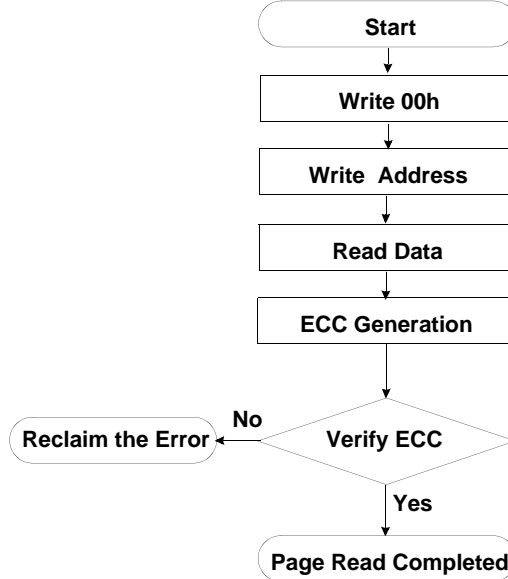 Start
Write 00h
Write Address
Read Data
ECC Generation
No
Reclaim the Error
Verify ECC
Yes
Page Read Completed